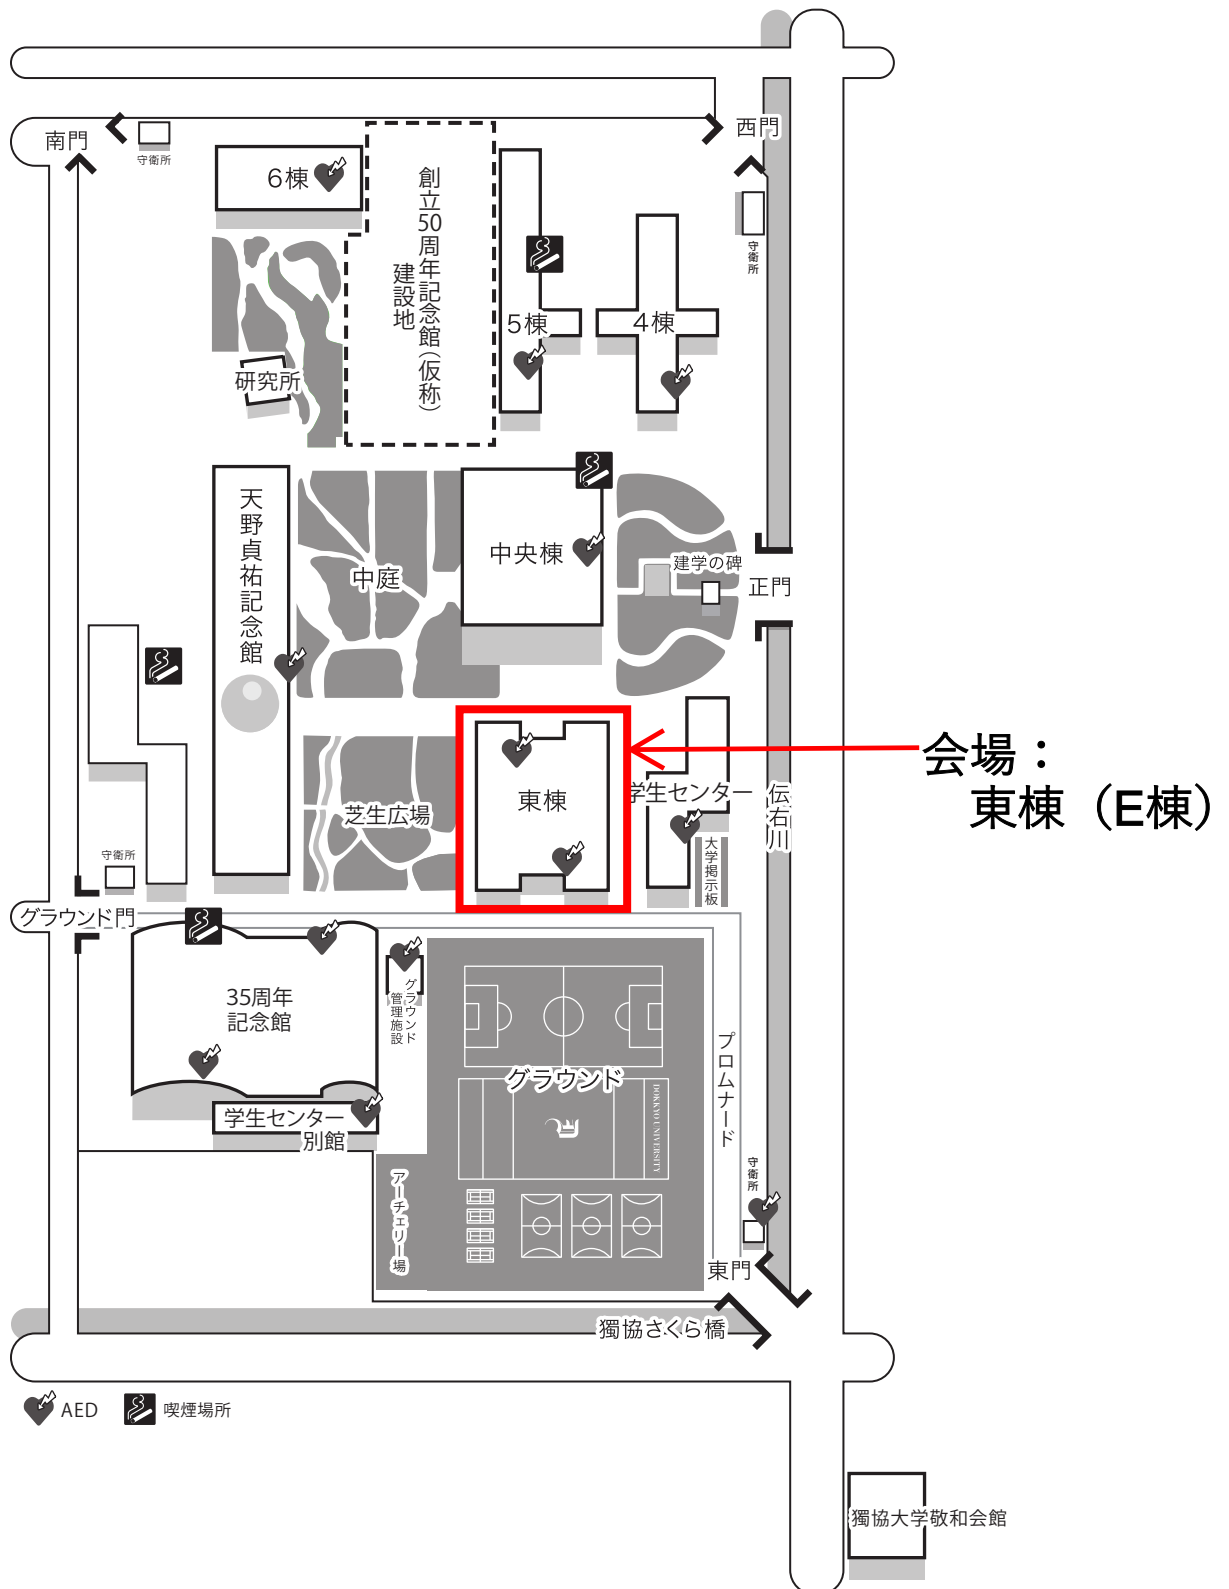 南門
守衛所
西門
6棟
創立50周年記念館（仮称）
建設地
守衛所
5棟
4棟
研究所
天野貞祐記念館
中庭
中央棟
建学の碑
正門
会場：
東棟（E棟）
東棟
学生センター
伝右川
芝生広場
大学掲示板
守衛所
グラウンド門
35周年
記念館
グラウンド
管理施設
グラウンド
DOKKYO UNIVERSITY
プロムナード
学生センター
別館
アーチェリー場
守衛所
東門
獨協さくら橋
AED
喫煙場所
獨協大学敬和会館